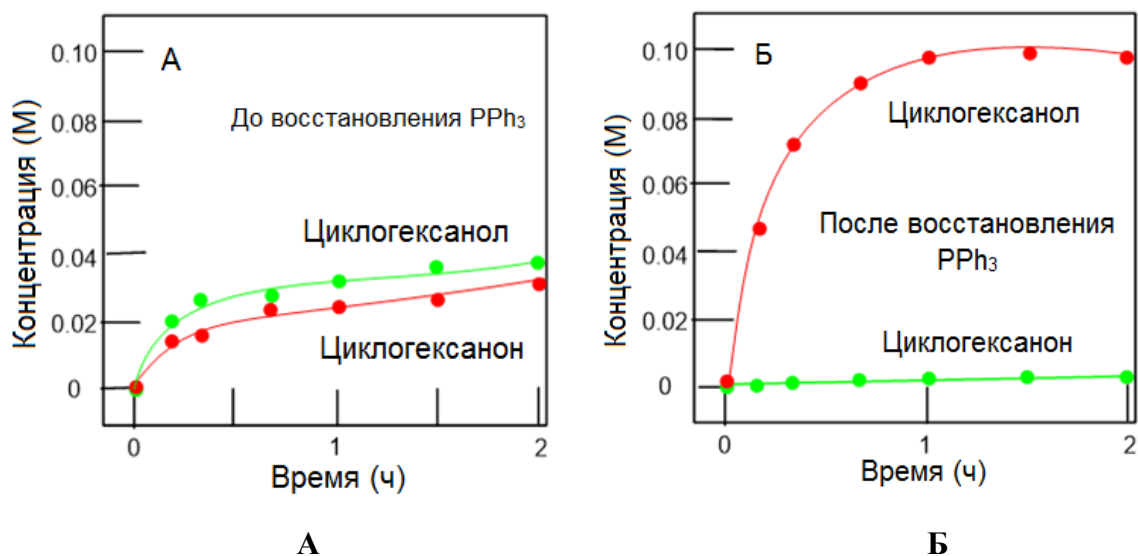 А
До восстановления PPh₃
Циклогексанол
Циклогексанон
Концентрация (М)
0.10
0.08
0.06
0.04
0.02
0
0
1
2
Время (ч)
А
Б
Циклогексанол
После восстановления
PPh₃
Циклогексанон
Концентрация (М)
0.10
0.08
0.06
0.04
0.02
0
0
1
2
Время (ч)
Б